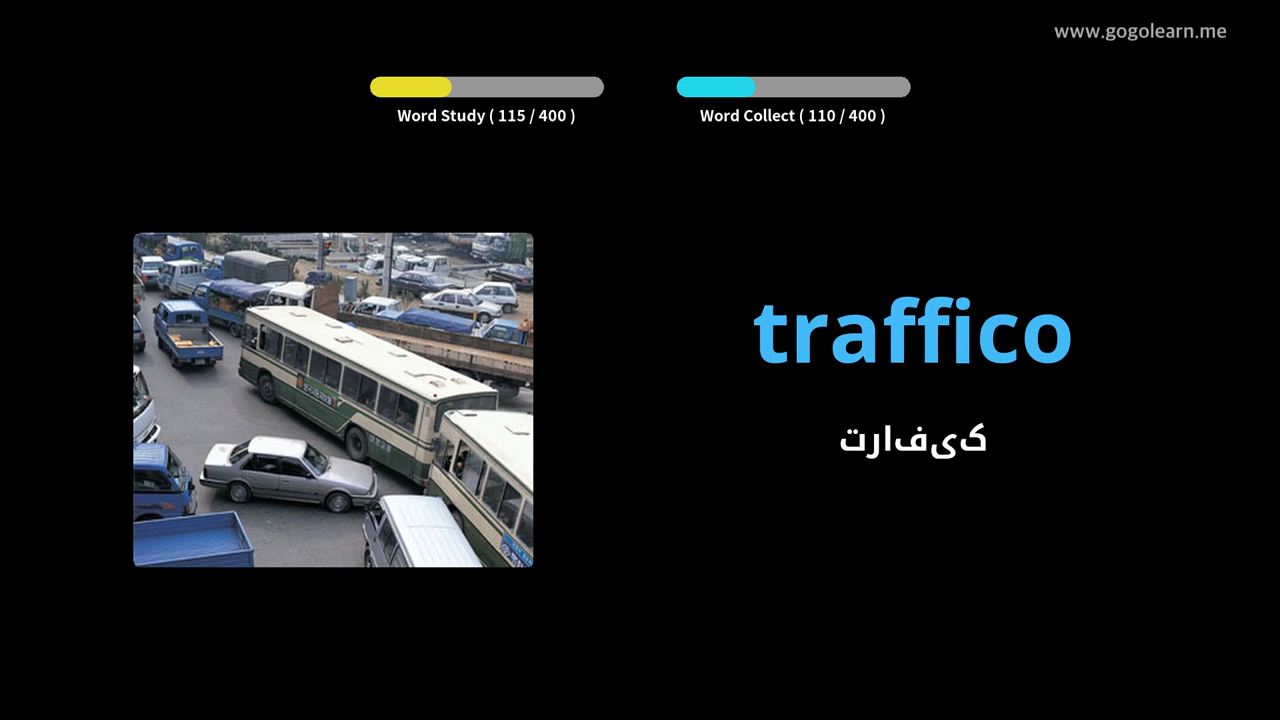 www.gogolearn.me
Word Study ( 115 / 400 )
Word Collect ( 110 / 400 )
traffico
کیفارت